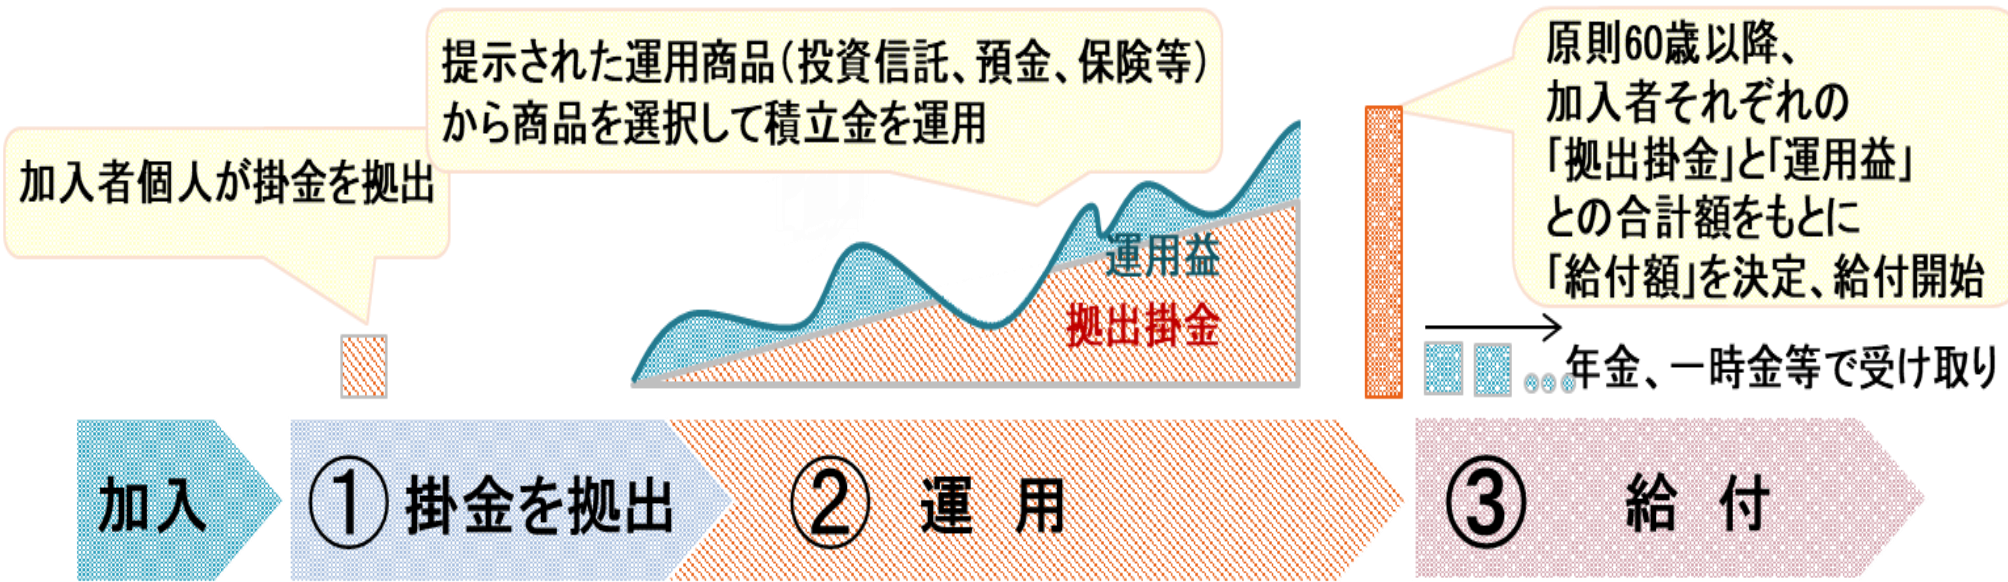 加入者個人が掛金を拠出
提示された運用商品(投資信託、預金、保険等)
から商品を選択して積立金を運用
運用益
拠出掛金
原則60歳以降、
加入者それぞれの
「拠出掛金」と「運用益」
との合計額をもとに
「給付額」を決定、給付開始
…年金、一時金等で受け取り
加入
①掛金を拠出
② 運 用
③ 給 付